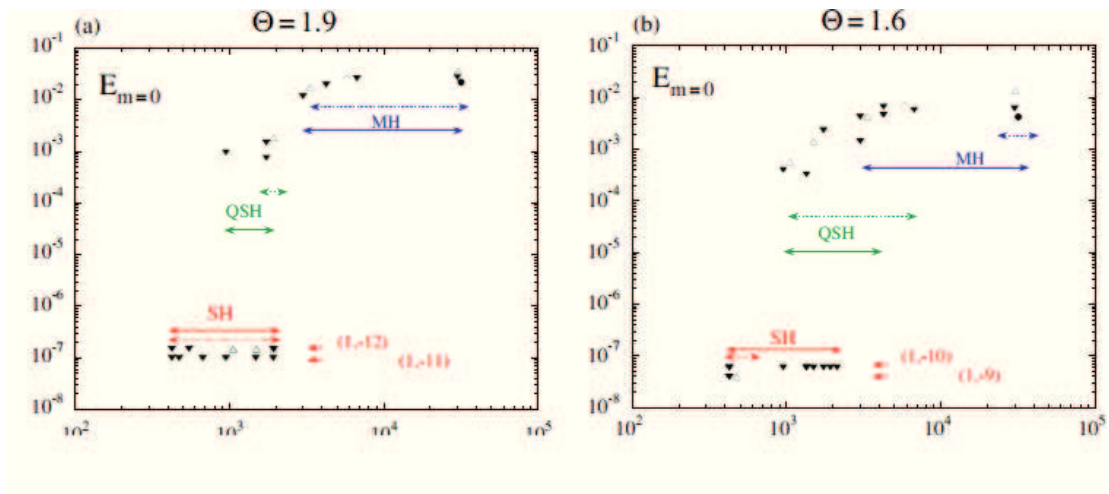 (a) Θ = 1.9
10^-1
E_m=0
10^-2
MH
10^-3
10^-4
QSH
10^-5
10^-6
SH
(1,-12)
10^-7
(1,-11)
10^-8
10^2 10^3 10^4 10^5
(b) Θ = 1.6
10^-1
E_m=0
10^-2
10^-3
MH
10^-4
QSH
10^-5
10^-6
SH
(1,-10)
10^-7
(1,-9)
10^-8
10^2 10^3 10^4 10^5